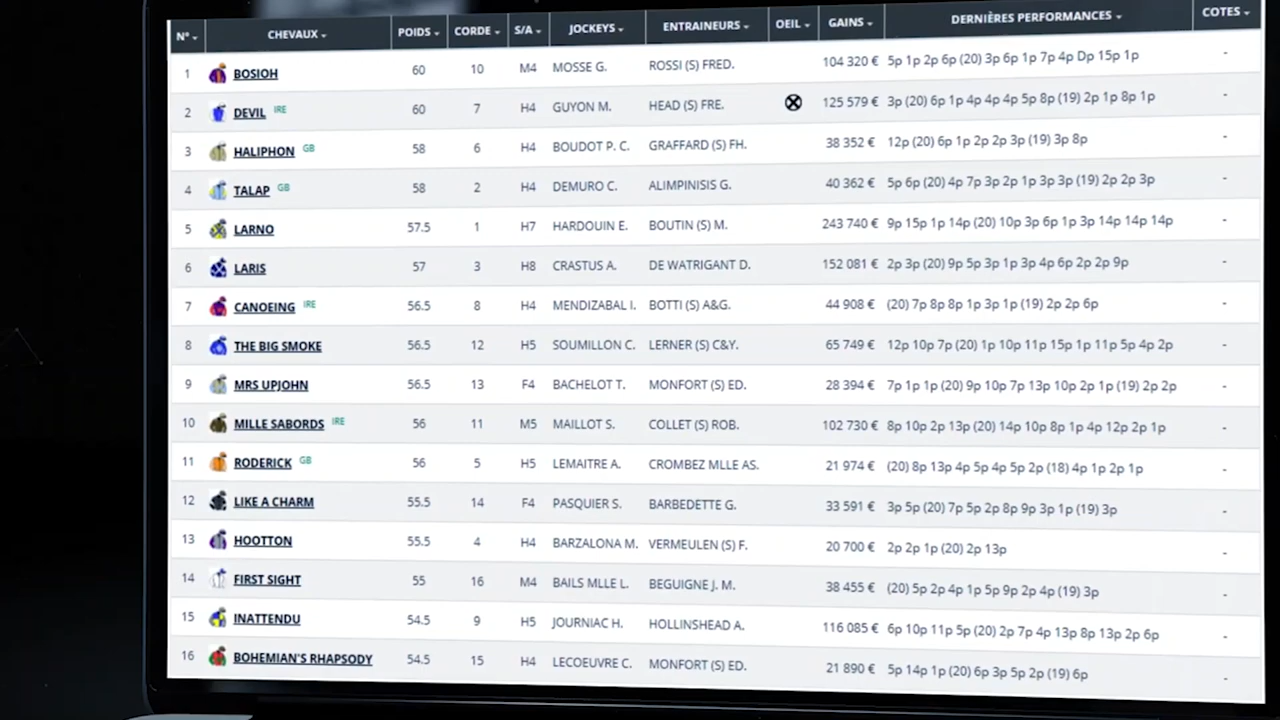 N° CHEVAUX POIDS CORDE S/A JOCKEYS ENTRAINEURS OEIL GAINS DERNIÈRES PERFORMANCES COTES
1 BOSIOH 60 10 M4 MOSSE G. ROSSI (S) FRED. 104 320 € 5p 1p 2p 6p (20) 3p 6p 1p 7p 4p Dp 15p 1p -
2 DEVIL IRE 60 7 H4 GUYON M. HEAD (S) FRE. 125 579 € 3p (20) 6p 1p 4p 4p 4p 5p 8p (19) 2p 1p 8p 1p -
3 HALIPHON GB 58 6 H4 BOUDOT P. C. GRAFFARD (S) FH. 38 352 € 12p (20) 6p 1p 2p 2p 3p (19) 3p 8p -
4 TALAP GB 58 2 H4 DEMURO C. ALIMPINISIS G. 40 362 € 5p 6p (20) 4p 7p 3p 2p 1p 3p 3p (19) 2p 2p 3p -
5 LARNO 57.5 1 H7 HARDOUIN E. BOUTIN (S) M. 243 740 € 9p 15p 1p 14p (20) 10p 3p 6p 1p 3p 14p 14p 14p -
6 LARIS 57 3 H8 CRASTUS A. DE WATRIGANT D. 152 081 € 2p 3p (20) 9p 5p 3p 1p 3p 4p 6p 2p 2p 9p -
7 CANOEING IRE 56.5 8 H4 MENDIZABAL I. BOTTI (S) A&G. 44 908 € (20) 7p 8p 8p 1p 3p 1p (19) 2p 2p 6p -
8 THE BIG SMOKE 56.5 12 H5 SOUMILLON C. LERNER (S) C&Y. 65 749 € 12p 10p 7p (20) 1p 10p 11p 15p 1p 11p 5p 4p 2p -
9 MRS UPJOHN 56.5 13 F4 BACHELOT T. MONFORT (S) ED. 28 394 € 7p 1p 1p (20) 9p 10p 7p 13p 10p 2p 1p (19) 2p 2p -
10 MILLE SABORDS IRE 56 11 M5 MAILLOT S. COLLET (S) ROB. 102 730 € 8p 10p 2p 13p (20) 14p 10p 8p 1p 4p 12p 2p 1p -
11 RODERICK GB 56 5 H5 LEMAITRE A. CROMBEZ MLLE AS. 21 974 € (20) 8p 13p 4p 5p 4p 5p 2p (18) 4p 1p 2p 1p -
12 LIKE A CHARM 55.5 14 F4 PASQUIER S. BARBEDETTE G. 33 591 € 3p 5p (20) 7p 5p 2p 8p 9p 3p 1p (19) 3p -
13 HOOTTON 55.5 4 H4 BARZALONA M. VERMEULEN (S) F. 20 700 € 2p 2p 1p (20) 2p 13p -
14 FIRST SIGHT 55 16 M4 BAILS MLLE L. BEGUIGNE J. M. 38 455 € (20) 5p 2p 4p 1p 5p 9p 2p 4p (19) 3p -
15 INATTENDU 54.5 9 H5 JOURNIAC H. HOLLINSHEAD A. 116 085 € 6p 10p 11p 5p (20) 2p 7p 4p 13p 8p 13p 2p 6p -
16 BOHEMIAN'S RHAPSODY 54.5 15 H4 LECOEUVRE C. MONFORT (S) ED. 21 890 € 5p 14p 1p (20) 6p 3p 5p 2p (19) 6p -